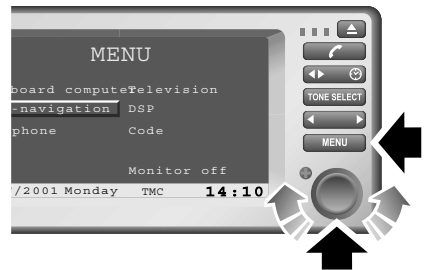 MENU
board computer Television
-navigation DSP
phone Code
Monitor off
/2001 Monday TMC 14:10
TONE SELECT
MENU